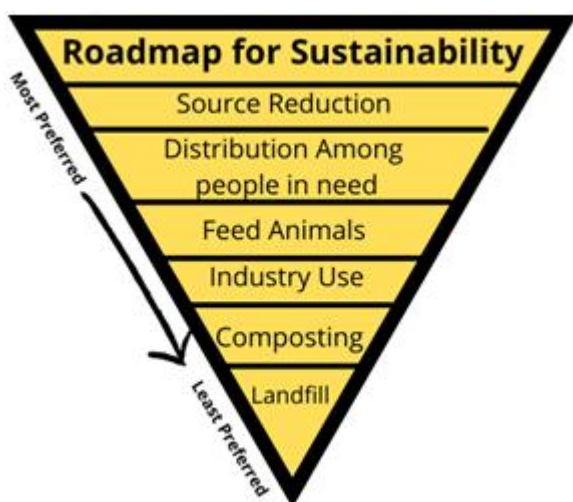 Roadmap for Sustainability
Most Preferred
Source Reduction
Distribution Among
people in need
Feed Animals
Industry Use
Composting
Landfill
Least Preferred